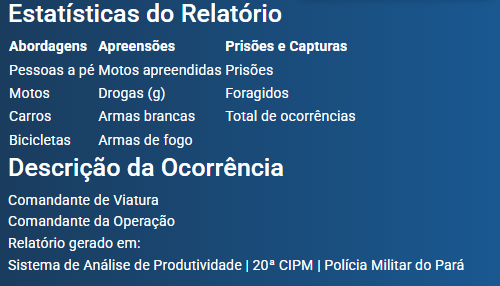 Estatísticas do Relatório
Abordagens Apreensões Prisões e Capturas
Pessoas a pé Motos apreendidas Prisões
Motos Drogas (g) Foragidos
Carros Armas brancas Total de ocorrências
Bicicletas Armas de fogo
Descrição da Ocorrência
Comandante de Viatura
Comandante da Operação
Relatório gerado em:
Sistema de Análise de Produtividade | 20ª CIPM | Polícia Militar do Pará